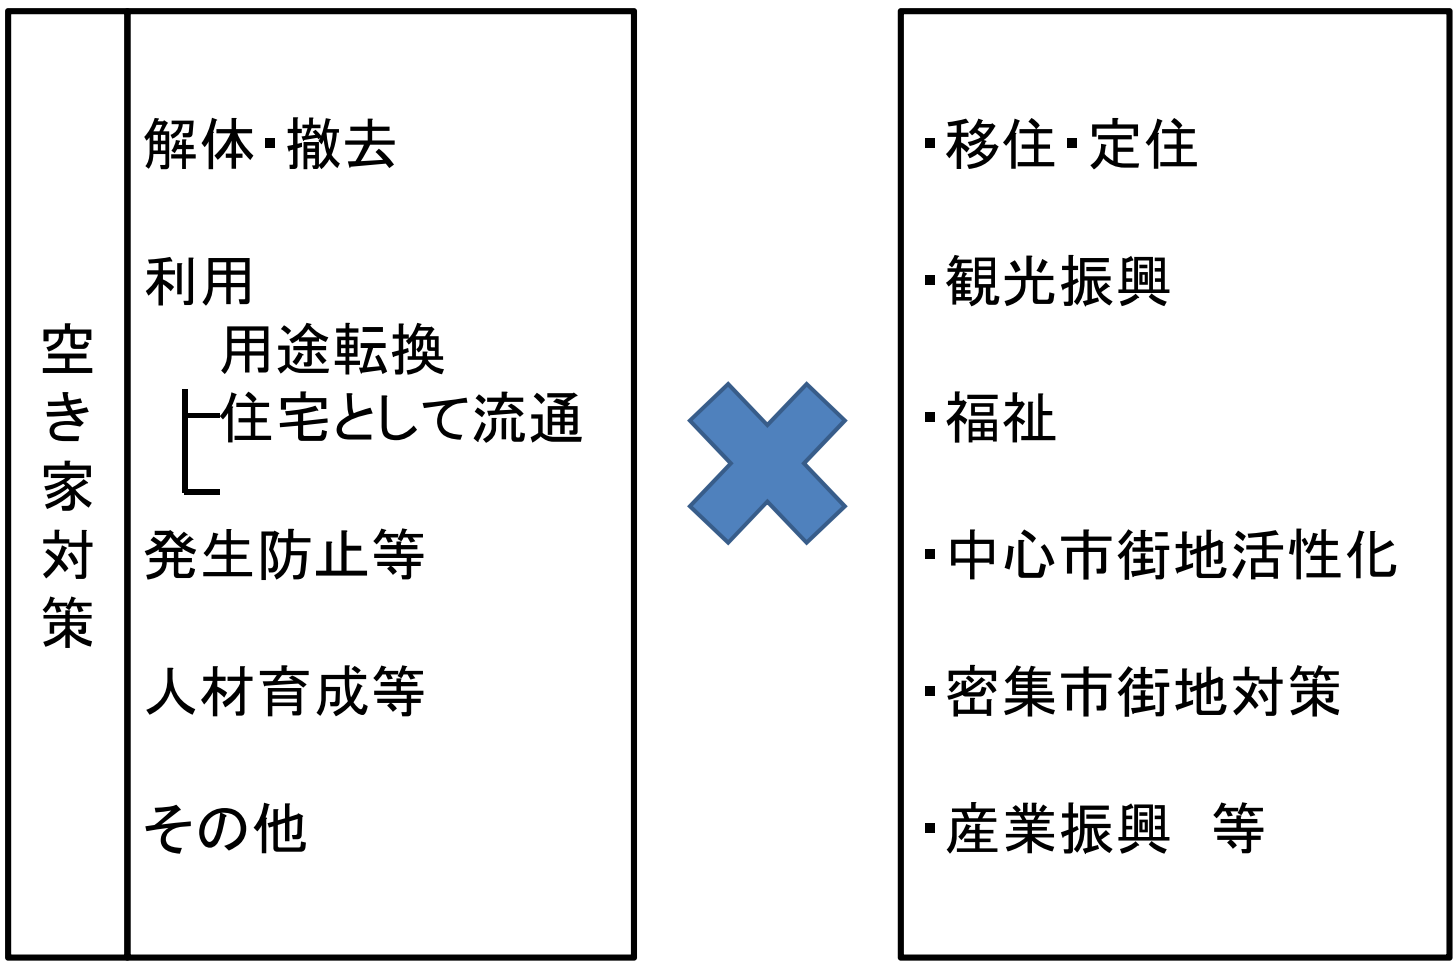 空き家対策
解体・撤去
利用
用途転換
住宅として流通
発生防止等
人材育成等
その他
・移住・定住
・観光振興
・福祉
・中心市街地活性化
・密集市街地対策
・産業振興　等